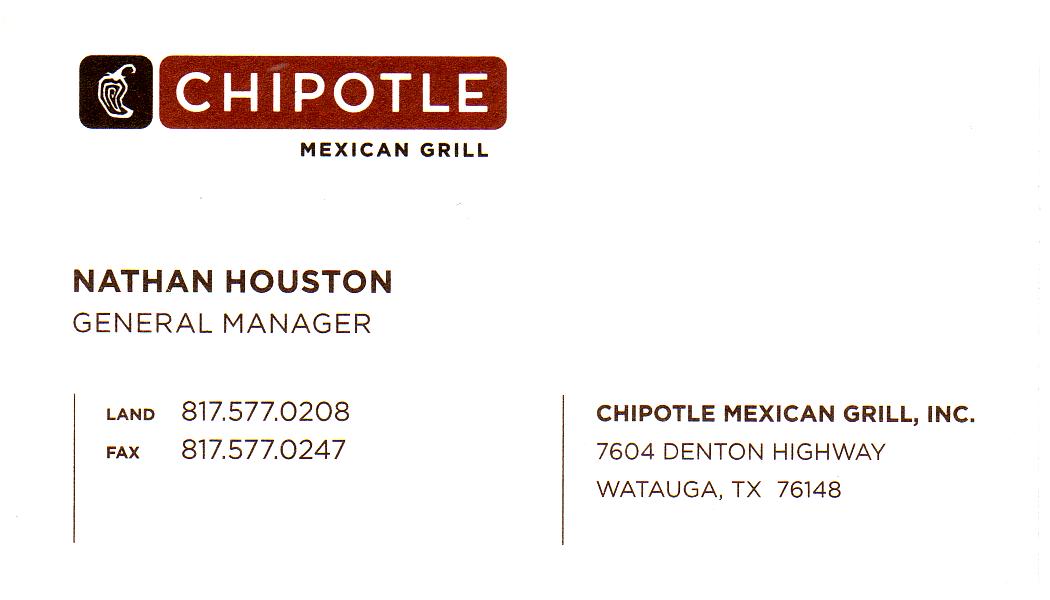 CHIPOTLE
MEXICAN GRILL
NATHAN HOUSTON
GENERAL MANAGER
LAND 817.577.0208
FAX 817.577.0247
CHIPOTLE MEXICAN GRILL, INC.
7604 DENTON HIGHWAY
WATAUGA, TX 76148